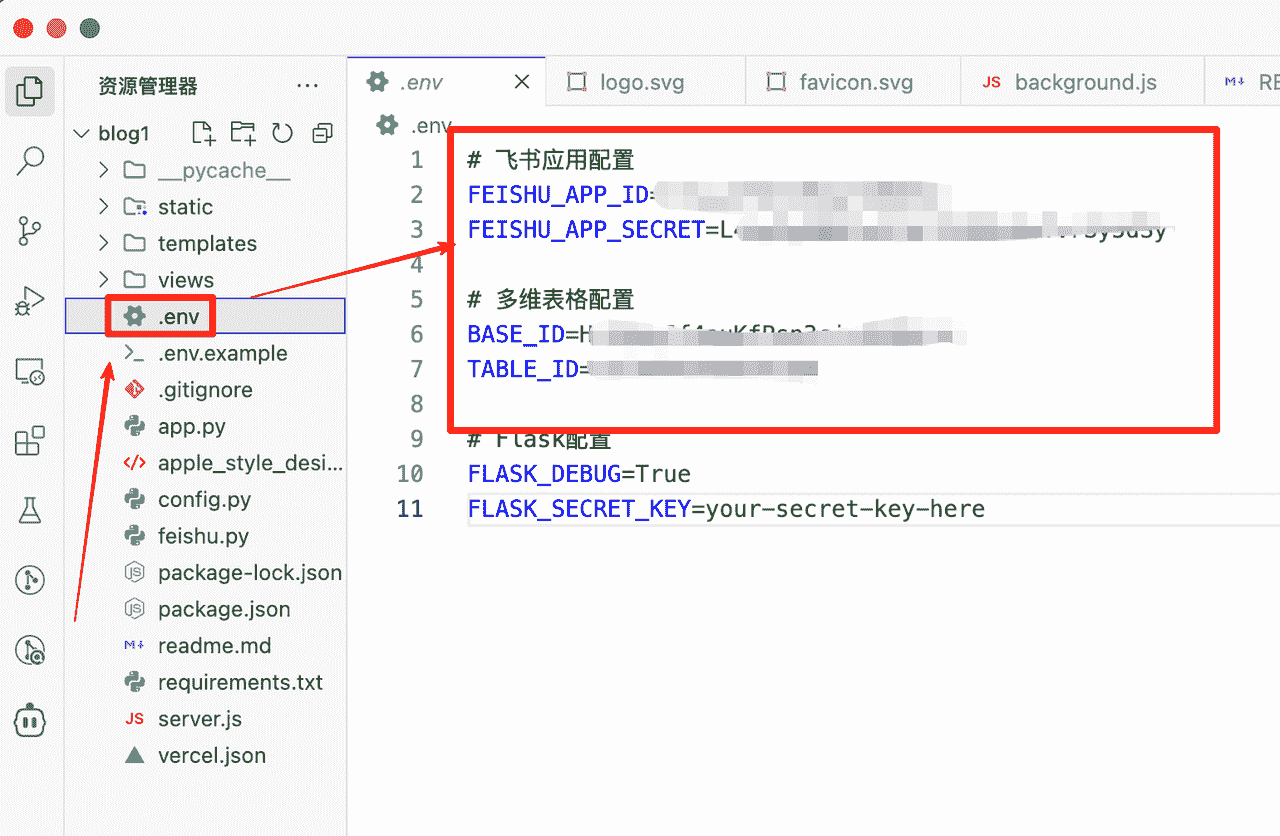 资源管理器 ···
blog1
__pycache__
static
templates
views
.env
.env.example
.gitignore
app.py
apple_style_desi...
config.py
feishu.py
package-lock.json
package.json
readme.md
requirements.txt
server.js
vercel.json
.env
logo.svg
favicon.svg
JS background.js
.env
1 # 飞书应用配置
2 FEISHU_APP_ID=
3 FEISHU_APP_SECRET=
4
5 # 多维表格配置
6 BASE_ID=
7 TABLE_ID=
8
9 # Flask配置
10 FLASK_DEBUG=True
11 FLASK_SECRET_KEY=your-secret-key-here